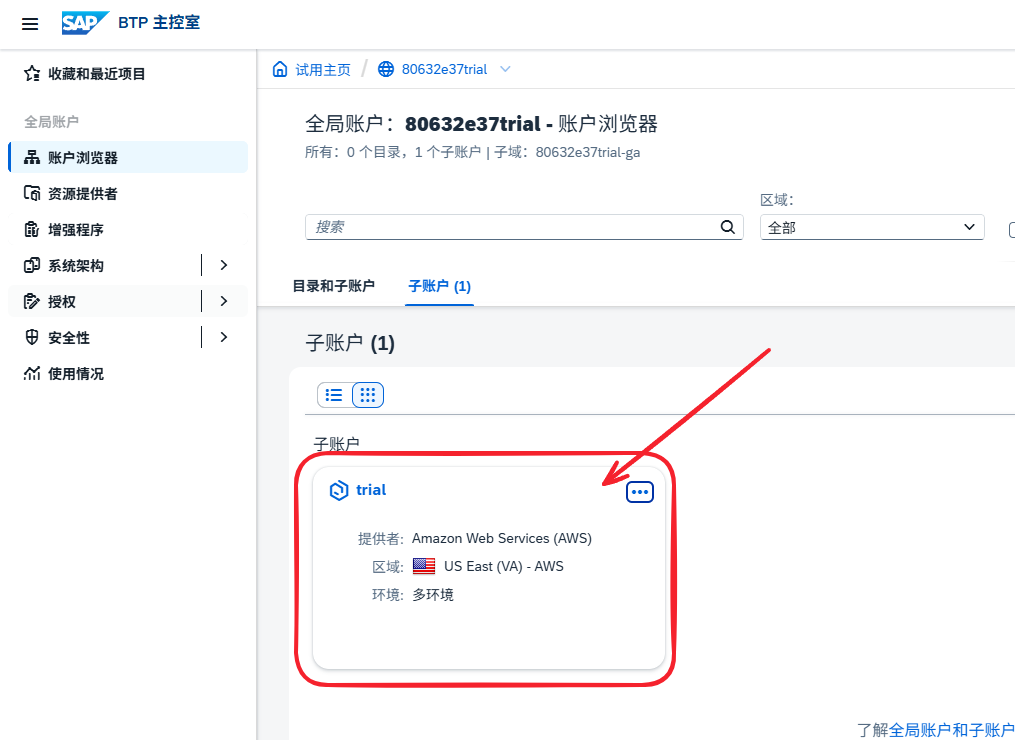 SAP BTP 主控室
收藏和最近项目
全局账户
账户浏览器
资源提供者
增强程序
系统架构
授权
安全性
使用情况
试用主页 / 80632e37trial
全局账户：80632e37trial - 账户浏览器
所有：0 个目录，1 个子账户 | 子域：80632e37trial-ga
区域：
搜索
全部
目录和子账户
子账户 (1)
子账户 (1)
子账户
trial
提供者: Amazon Web Services (AWS)
区域: US East (VA) - AWS
环境: 多环境
了解全局账户和子账户